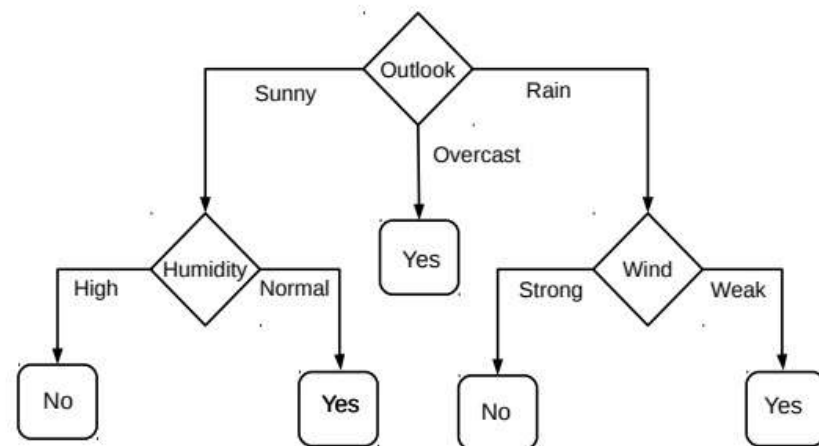 Outlook
Sunny
Rain
Overcast
Yes
Humidity
Wind
High
Normal
Strong
Weak
No
Yes
No
Yes